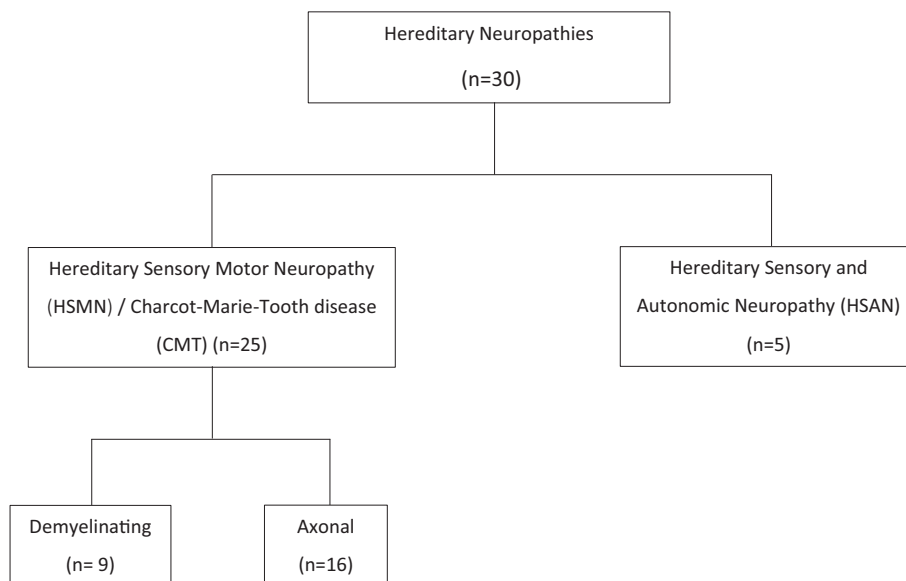 Hereditary Neuropathies
(n=30)
Hereditary Sensory Motor Neuropathy
(HSMN) / Charcot-Marie-Tooth disease
(CMT) (n=25)
Hereditary Sensory and
Autonomic Neuropathy (HSAN)
(n=5)
Demyelinating
(n= 9)
Axonal
(n=16)